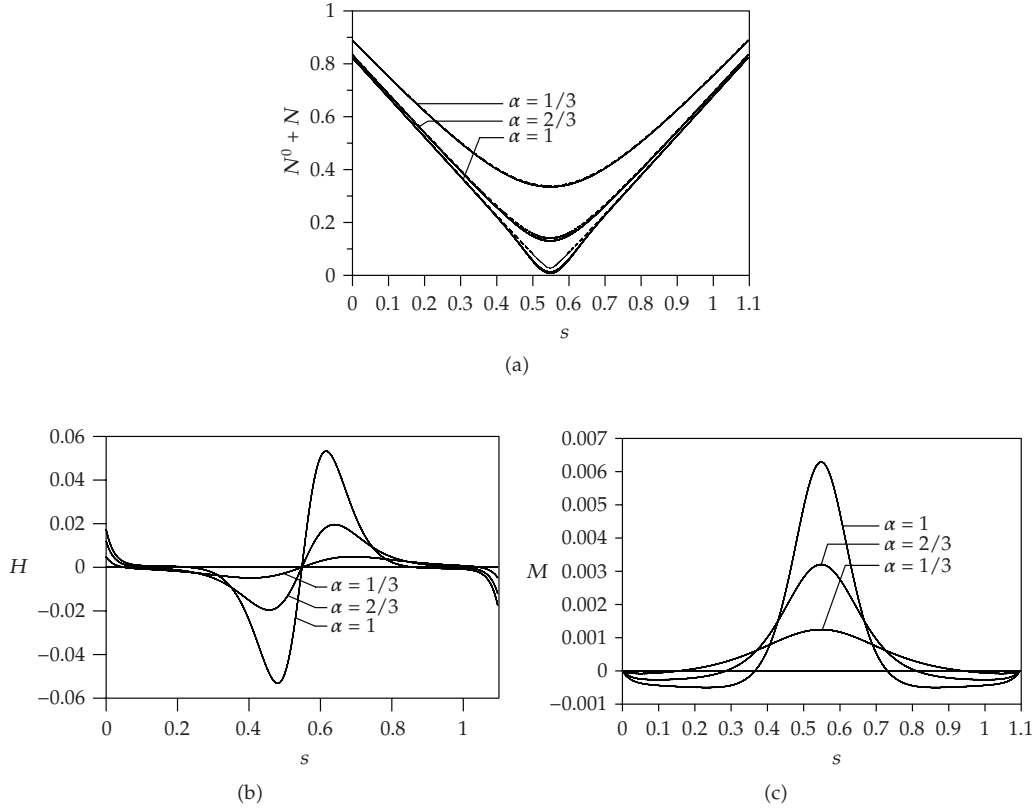 1
0.8
0.6
0.4
0.2
0
N⁰ + N
α = 1/3
α = 2/3
α = 1
0 0.1 0.2 0.3 0.4 0.5 0.6 0.7 0.8 0.9 1 1.1
s
(a)
0.06
0.04
0.02
0
−0.02
−0.04
−0.06
H
α = 1/3
α = 2/3
α = 1
0 0.2 0.4 0.6 0.8 1
s
(b)
0.007
0.006
0.005
0.004
0.003
0.002
0.001
0
−0.001
M
α = 1
α = 2/3
α = 1/3
0 0.1 0.2 0.3 0.4 0.5 0.6 0.7 0.8 0.9 1 1.1
s
(c)